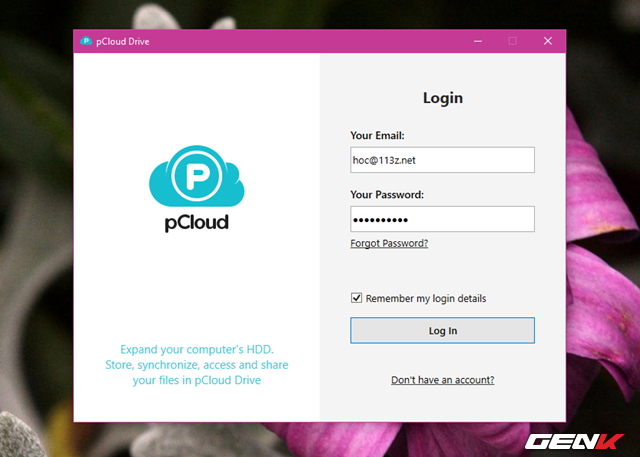 pCloud Drive
P
pCloud
Expand your computer's HDD.
Store, synchronize, access and share
your files in pCloud Drive
Login
Your Email:
hoc@113z.net
Your Password:
••••••••••
Forgot Password?
Remember my login details
Log In
Don't have an account?
GENK